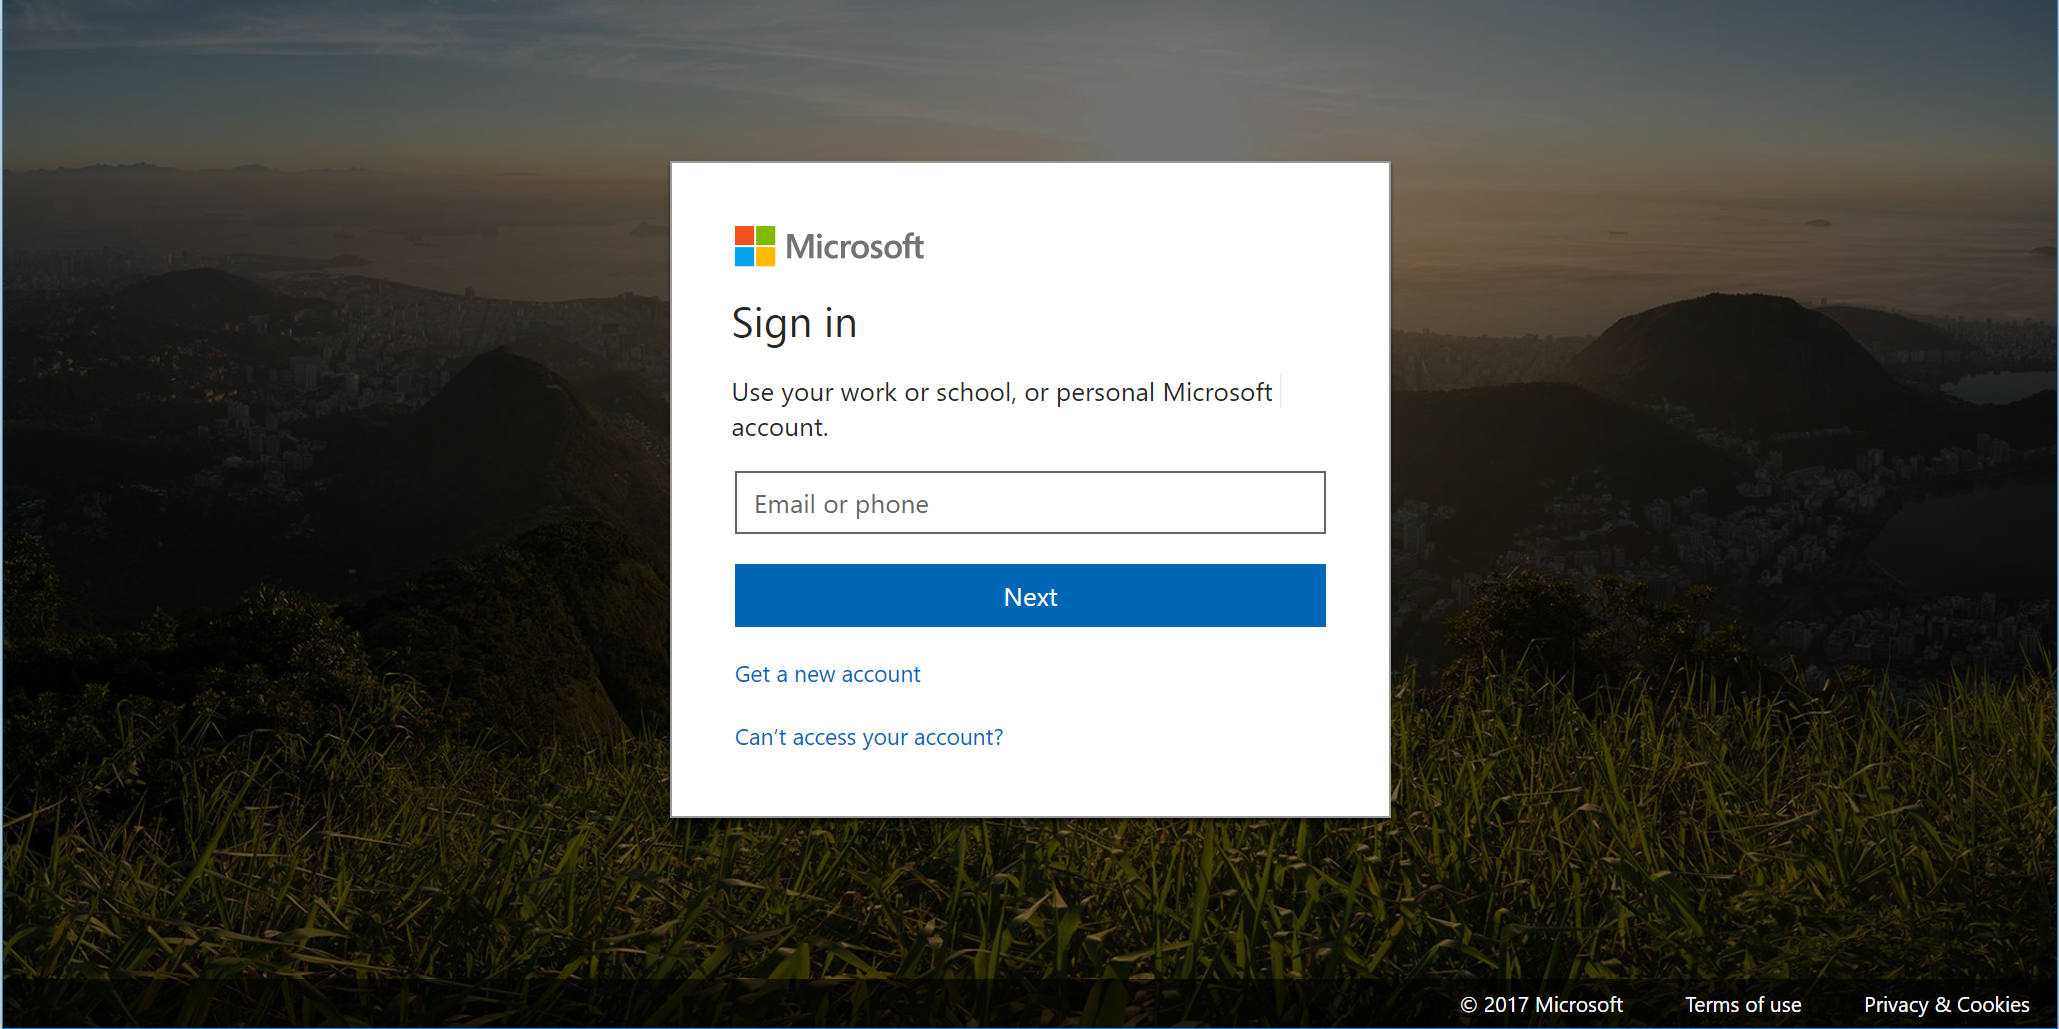 Microsoft
Sign in
Use your work or school, or personal Microsoft
account.
Email or phone
Next
Get a new account
Can’t access your account?
© 2017 Microsoft Terms of use Privacy & Cookies